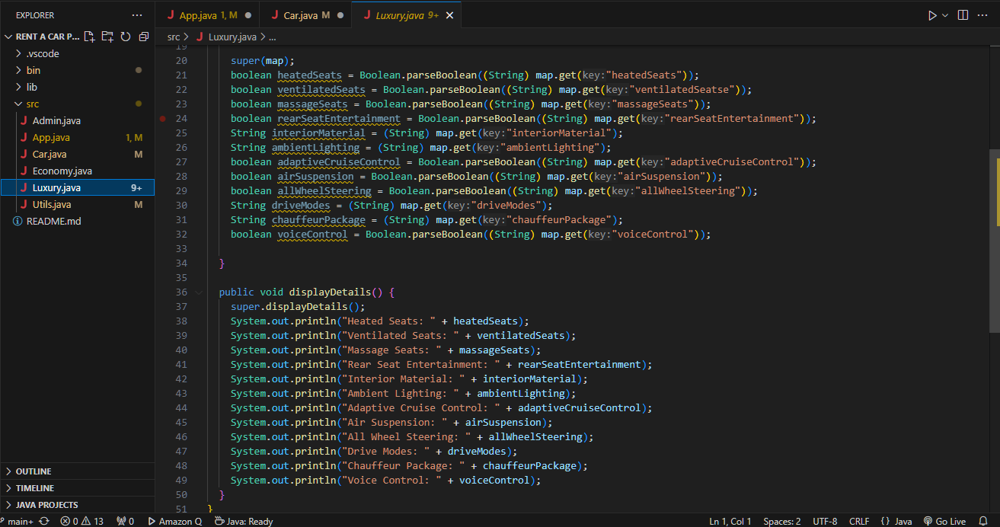 EXPLORER
App.java 1, M
Car.java M
Luxury.java 9+
RENT A CAR P...
src > Luxury.java > ...
.vscode
bin
lib
src
Admin.java
App.java 1, M
Car.java M
Economy.java
Luxury.java 9+
Utils.java M
README.md
OUTLINE
TIMELINE
JAVA PROJECTS
19
20 super(map);
21 boolean heatedSeats = Boolean.parseBoolean((String) map.get(key:"heatedSeats"));
22 boolean ventilatedSeats = Boolean.parseBoolean((String) map.get(key:"ventilatedSeatse"));
23 boolean massageSeats = Boolean.parseBoolean((String) map.get(key:"massageSeats"));
24 boolean rearSeatEntertainment = Boolean.parseBoolean((String) map.get(key:"rearSeatEntertainment"));
25 String interiorMaterial = (String) map.get(key:"interiorMaterial");
26 String ambientLighting = (String) map.get(key:"ambientLighting");
27 boolean adaptiveCruiseControl = Boolean.parseBoolean((String) map.get(key:"adaptiveCruiseControl"));
28 boolean airSuspension = Boolean.parseBoolean((String) map.get(key:"airSuspension"));
29 boolean allWheelSteering = Boolean.parseBoolean((String) map.get(key:"allWheelSteering"));
30 String driveModes = (String) map.get(key:"driveModes");
31 String chauffeurPackage = (String) map.get(key:"chauffeurPackage");
32 boolean voiceControl = Boolean.parseBoolean((String) map.get(key:"voiceControl"));
33
34 }
35
36 public void displayDetails() {
37 super.displayDetails();
38 System.out.println("Heated Seats: " + heatedSeats);
39 System.out.println("Ventilated Seats: " + ventilatedSeats);
40 System.out.println("Massage Seats: " + massageSeats);
41 System.out.println("Rear Seat Entertainment: " + rearSeatEntertainment);
42 System.out.println("Interior Material: " + interiorMaterial);
43 System.out.println("Ambient Lighting: " + ambientLighting);
44 System.out.println("Adaptive Cruise Control: " + adaptiveCruiseControl);
45 System.out.println("Air Suspension: " + airSuspension);
46 System.out.println("All Wheel Steering: " + allWheelSteering);
47 System.out.println("Drive Modes: " + driveModes);
48 System.out.println("Chauffeur Package: " + chauffeurPackage);
49 System.out.println("Voice Control: " + voiceControl);
50 }
51 }
main+ 0 13 0 Amazon Q Java: Ready Ln 1, Col 1 Spaces: 2 UTF-8 CRLF {} Java Go Live